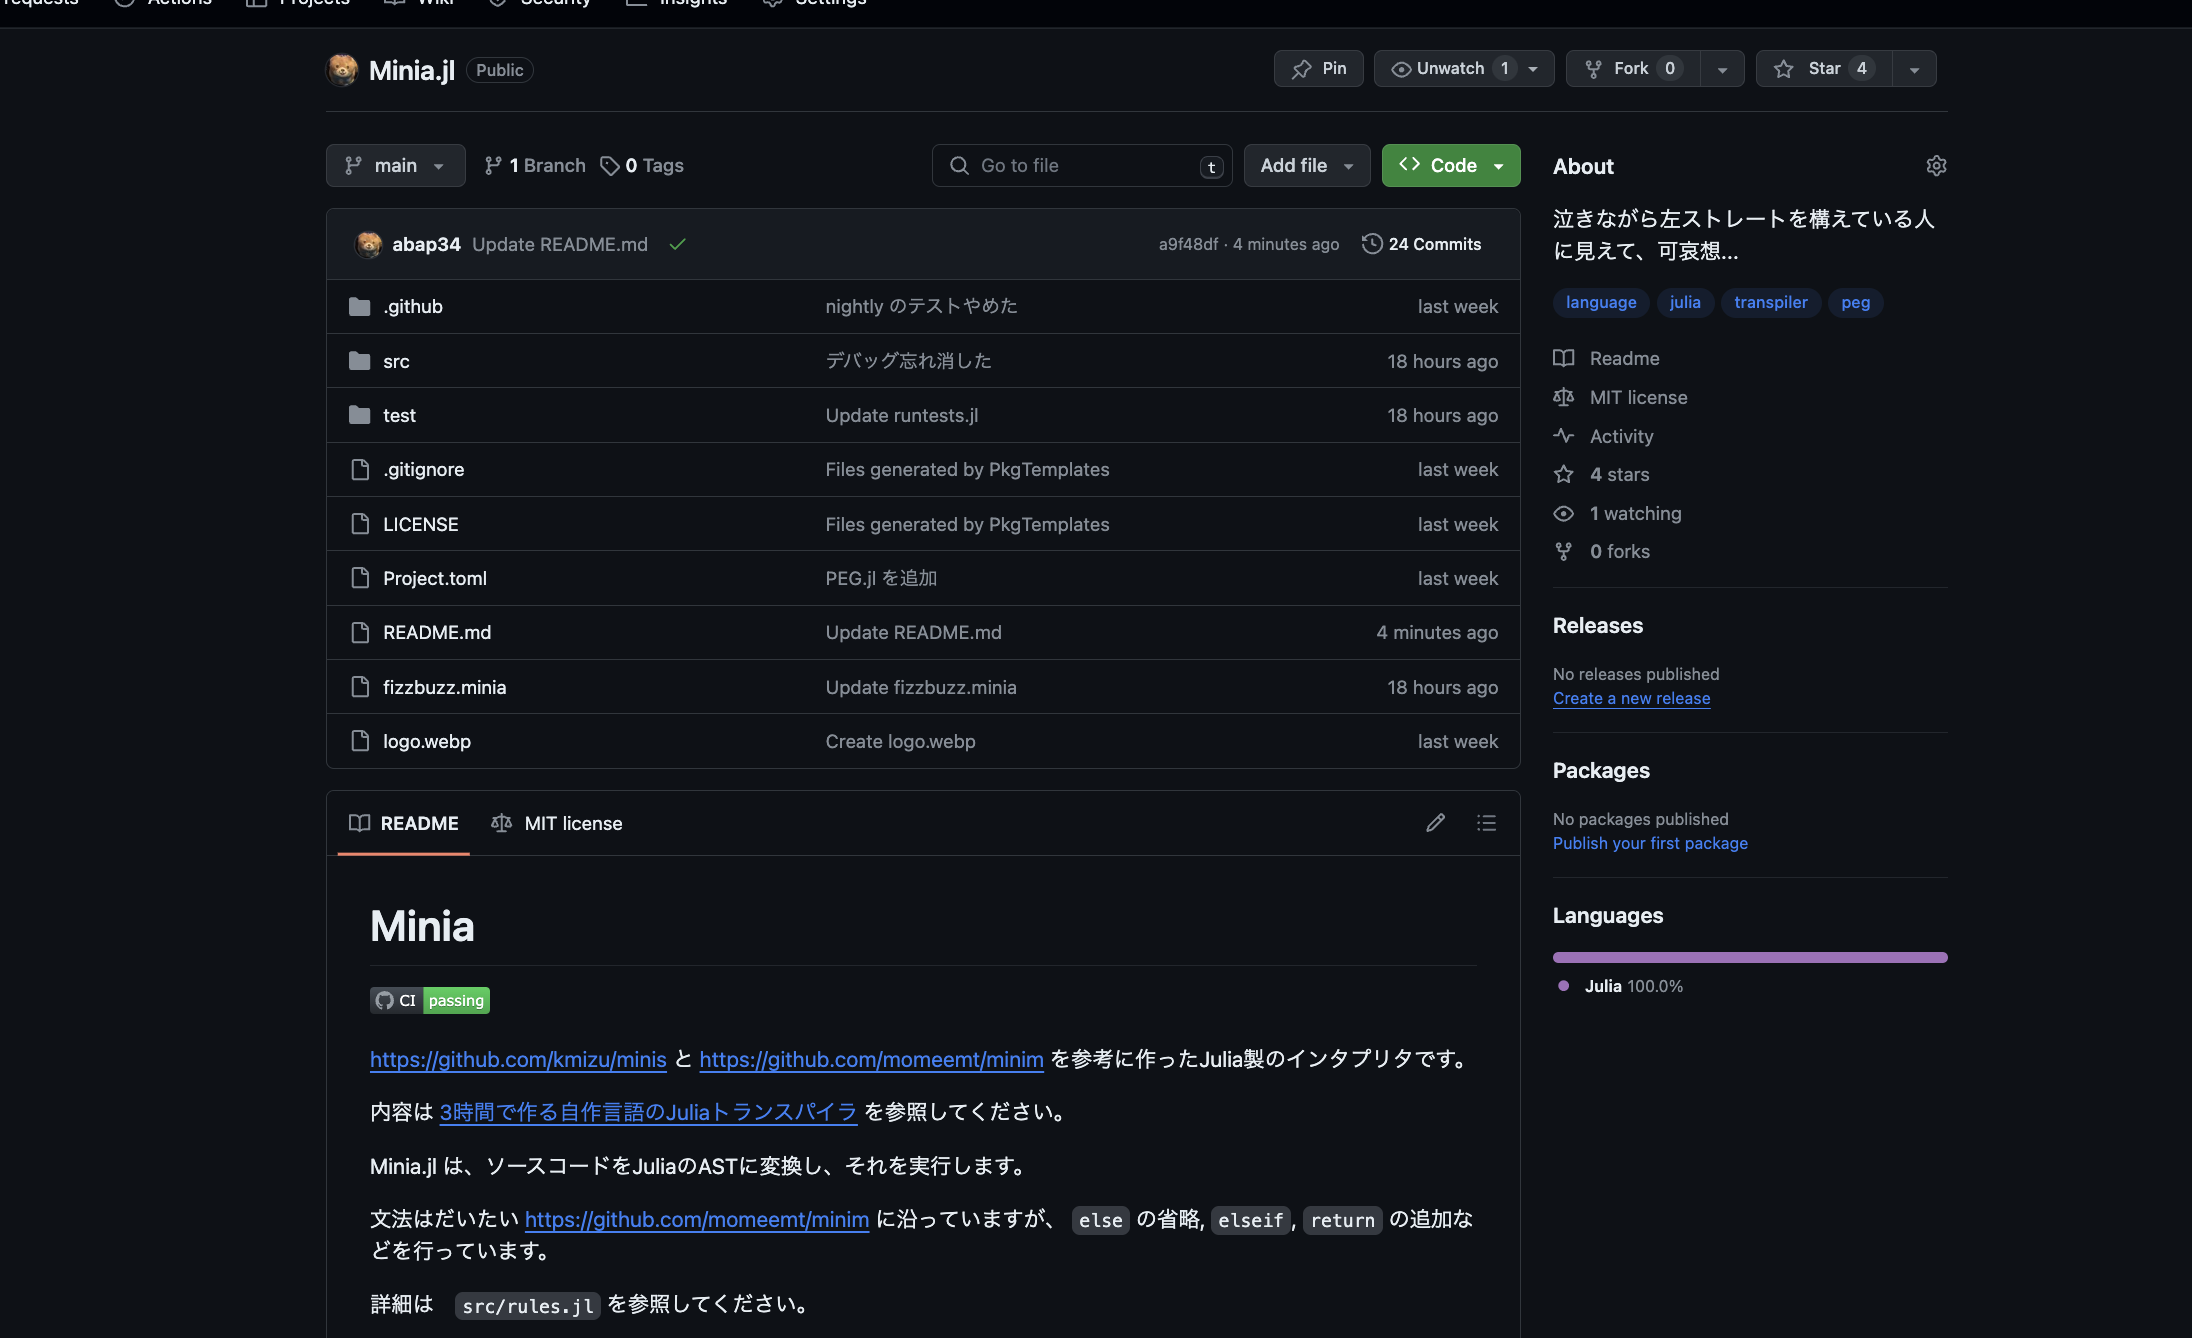 requests Actions Projects Wiki Security Insights Settings
Minia.jl Public Pin Unwatch 1 Fork 0 Star 4
main 1 Branch 0 Tags Go to file t Add file Code
abap34 Update README.md a9f48df · 4 minutes ago 24 Commits
.github nightly のテストやめた last week
src デバッグ忘れ消した 18 hours ago
test Update runtests.jl 18 hours ago
.gitignore Files generated by PkgTemplates last week
LICENSE Files generated by PkgTemplates last week
Project.toml PEG.jl を追加 last week
README.md Update README.md 4 minutes ago
fizzbuzz.minia Update fizzbuzz.minia 18 hours ago
logo.webp Create logo.webp last week
README MIT license
Minia
CI passing
https://github.com/kmizu/minis と https://github.com/momeemt/minim を参考に作ったJulia製のインタプリタです。
内容は 3時間で作る自作言語のJuliaトランスパイラ を参照してください。
Minia.jl は、ソースコードをJuliaのASTに変換し、それを実行します。
文法はだいたい https://github.com/momeemt/minim に沿っていますが、 else の省略, elseif, return の追加な
どを行っています。
詳細は src/rules.jl を参照してください。
About
泣きながら左ストレートを構えている人
に見えて、可哀想...
language julia transpiler peg
Readme
MIT license
Activity
4 stars
1 watching
0 forks
Releases
No releases published
Create a new release
Packages
No packages published
Publish your first package
Languages
Julia 100.0%